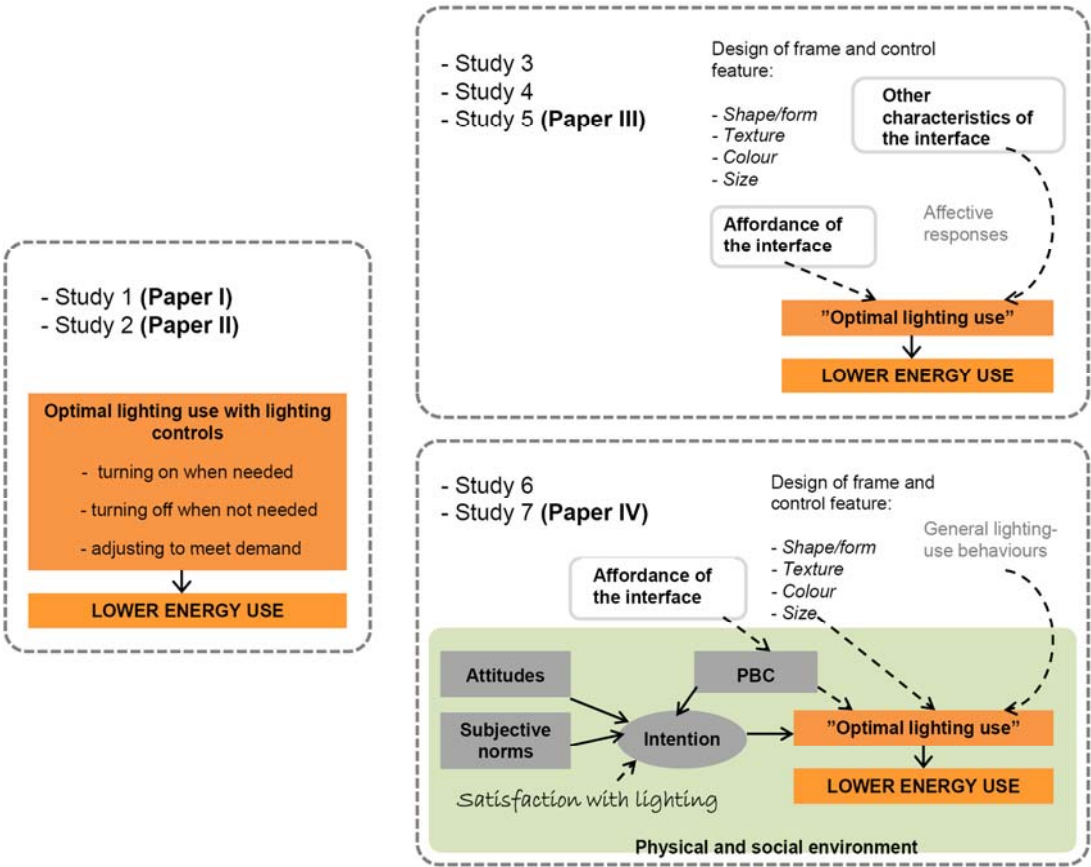 - Study 1 (Paper I)
- Study 2 (Paper II)
Optimal lighting use with lighting
controls
- turning on when needed
- turning off when not needed
- adjusting to meet demand
LOWER ENERGY USE
- Study 3
- Study 4
- Study 5 (Paper III)
Design of frame and control
feature:
- Shape/form
- Texture
- Colour
- Size
Other
characteristics of
the interface
Affordance of
the interface
Affective
responses
”Optimal lighting use”
LOWER ENERGY USE
- Study 6
- Study 7 (Paper IV)
Design of frame and
control feature:
- Shape/form
- Texture
- Colour
- Size
General lighting-
use behaviours
Affordance of
the interface
Attitudes
PBC
Subjective
norms
Intention
”Optimal lighting use”
LOWER ENERGY USE
Satisfaction with lighting
Physical and social environment